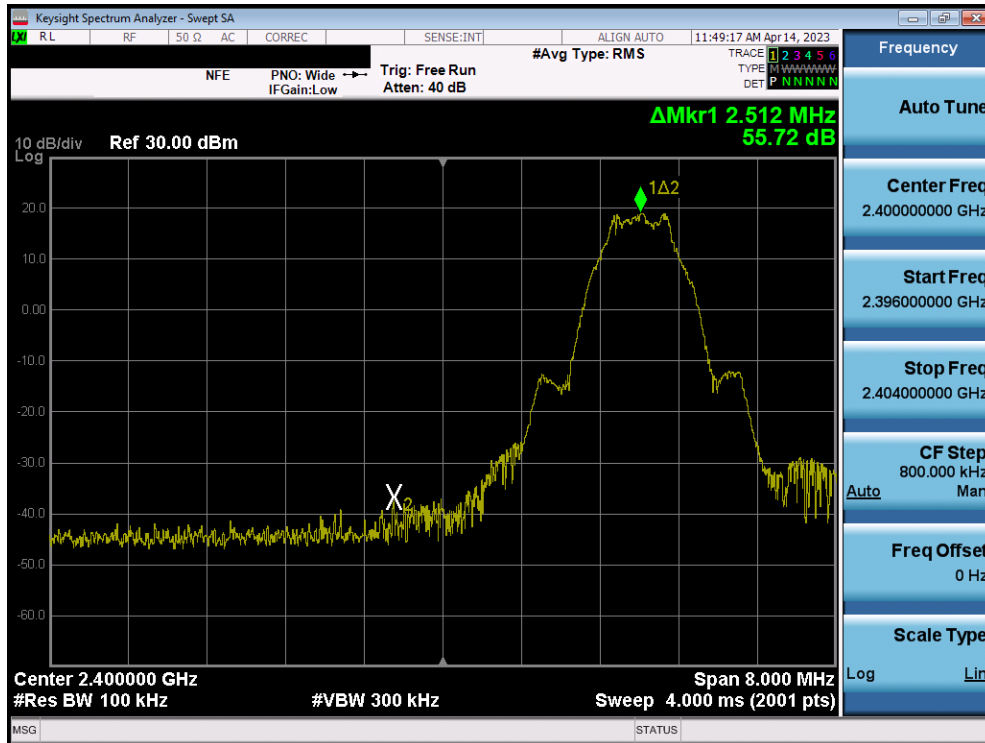 Keysight Spectrum Analyzer - Swept SA
LXI RL RF 50 Ω AC CORREC SENSE:INT ALIGN AUTO 11:49:17 AM Apr 14, 2023
Frequency
#Avg Type: RMS TRACE 1 2 3 4 5 6
NFE PNO: Wide Trig: Free Run TYPE M WWWWW
IFGain:Low Atten: 40 dB DET P N N N N N
Auto Tune
ΔMkr1 2.512 MHz
10 dB/div Ref 30.00 dBm 55.72 dB
Log
1Δ2
Center Freq
2.400000000 GHz
20.0
10.0
Start Freq
2.396000000 GHz
0.00
-10.0
Stop Freq
2.404000000 GHz
-20.0
-30.0
CF Step
800.000 kHz
Auto Man
X2
-40.0
-50.0
Freq Offset
0 Hz
-60.0
Scale Type
Log Lin
Center 2.400000 GHz Span 8.000 MHz
#Res BW 100 kHz #VBW 300 kHz Sweep 4.000 ms (2001 pts)
MSG STATUS